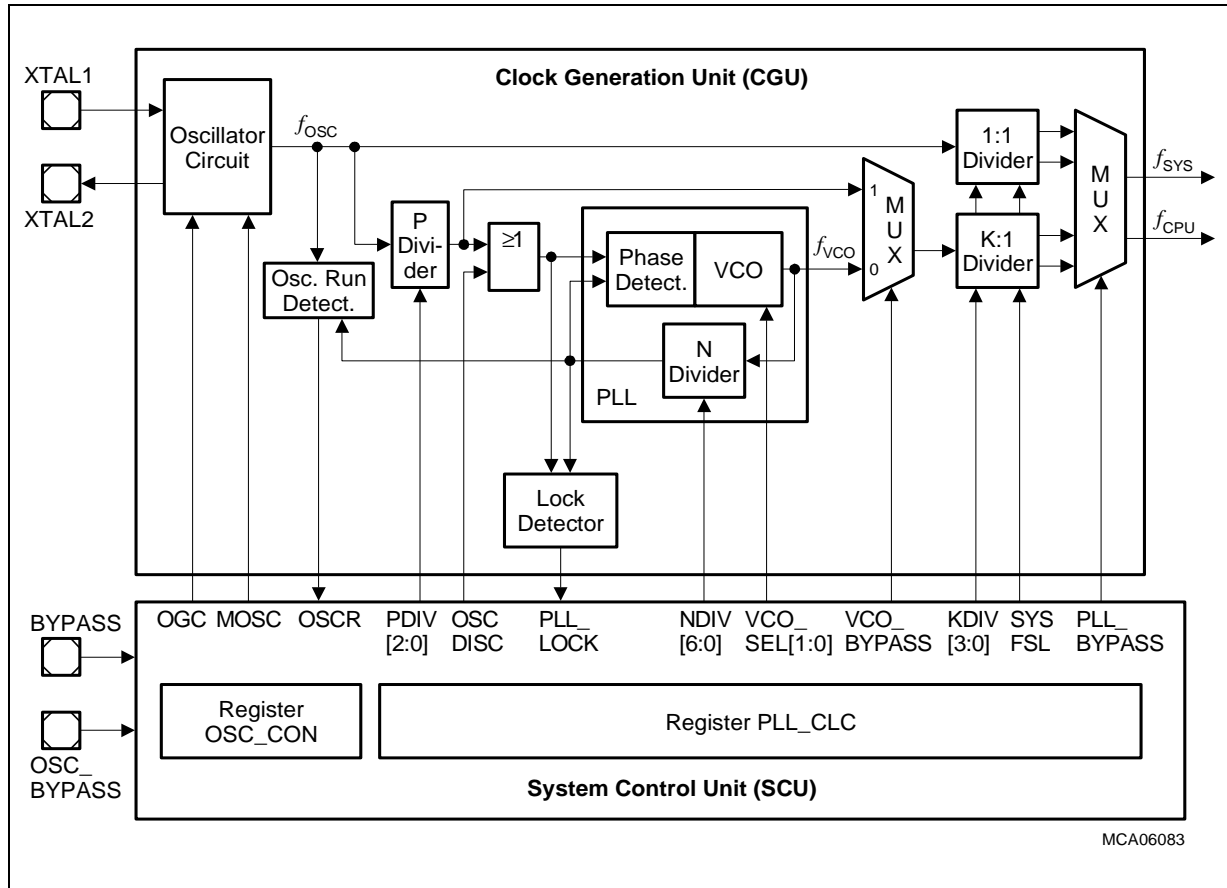 Clock Generation Unit (CGU)
XTAL1
XTAL2
Oscillator
Circuit
fOSC
1:1
Divider
M
U
X
fSYS
fCPU
P
Divi-
der
≥1
Phase
Detect.
VCO
fVCO
1
0
M
U
X
K:1
Divider
Osc. Run
Detect.
N
Divider
PLL
Lock
Detector
BYPASS
OSC_
BYPASS
OGC
MOSC
OSCR
PDIV
[2:0]
OSC
DISC
PLL_
LOCK
NDIV
[6:0]
VCO_
SEL[1:0]
VCO_
BYPASS
KDIV
[3:0]
SYS
FSL
PLL_
BYPASS
Register
OSC_CON
Register PLL_CLC
System Control Unit (SCU)
MCA06083